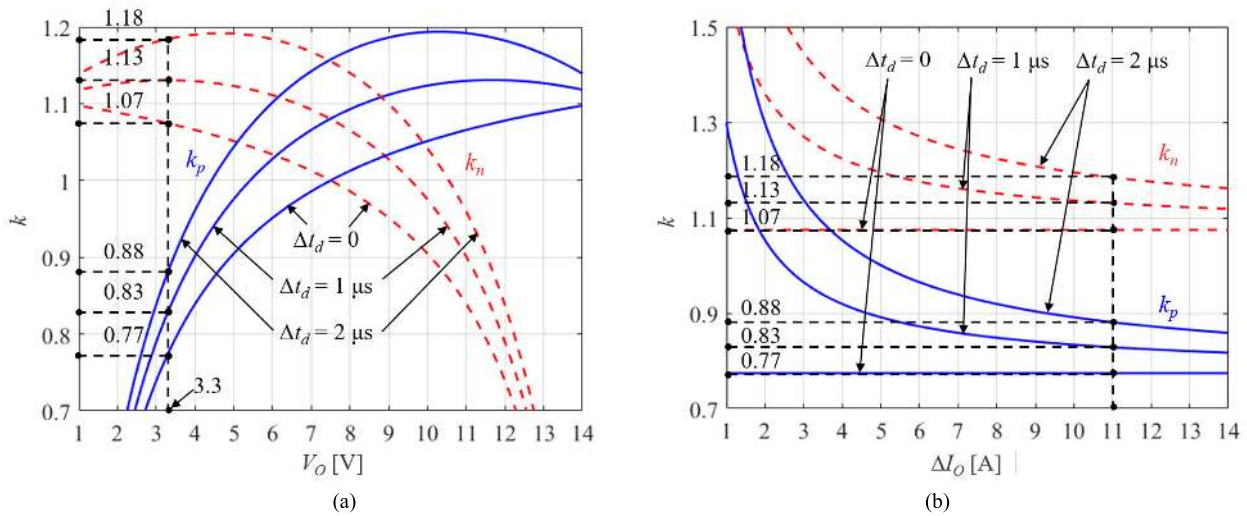 1.2
1.18
1.13
1.1
1.07
1
0.9
0.88
0.83
0.8
0.77
0.7
k
k_p
k_n
Δt_d = 0
Δt_d = 1 μs
Δt_d = 2 μs
3.3
1 2 3 4 5 6 7 8 9 10 11 12 13 14
V_O [V]
(a)
1.5
1.3
1.18
1.13
1.1
1.07
0.9
0.88
0.83
0.77
0.7
k
Δt_d = 0 Δt_d = 1 μs Δt_d = 2 μs
k_n
k_p
1 2 3 4 5 6 7 8 9 10 11 12 13 14
ΔI_O [A]
(b)